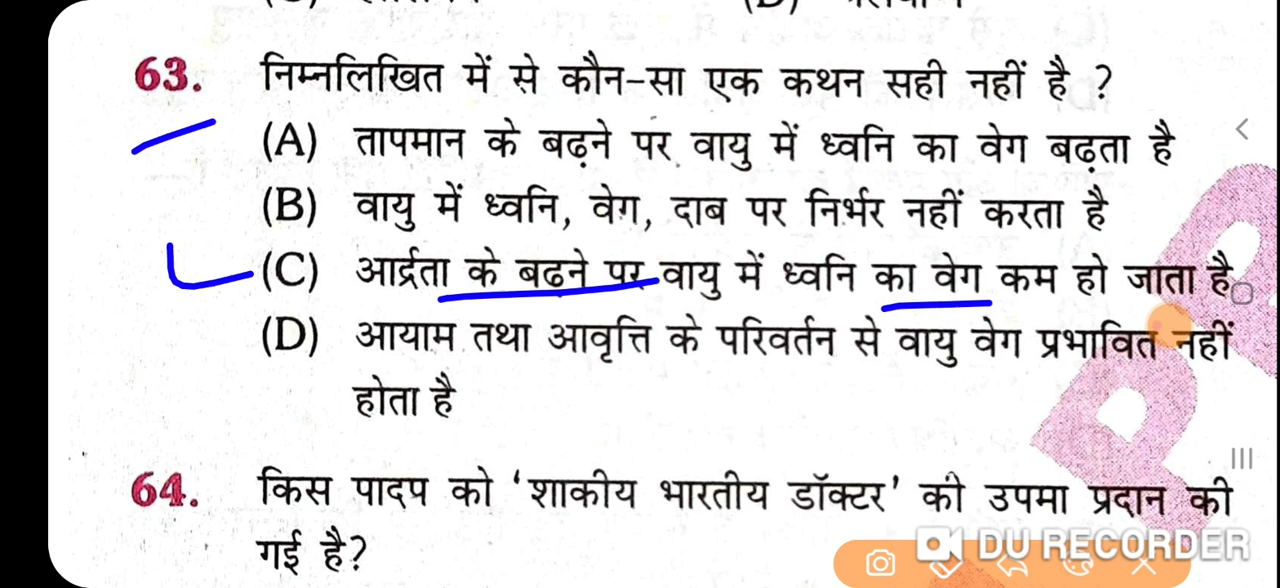 63. निम्नलिखित में से कौन-सा एक कथन सही नहीं है ?
(A) तापमान के बढ़ने पर वायु में ध्वनि का वेग बढ़ता है
(B) वायु में ध्वनि, वेग, दाब पर निर्भर नहीं करता है
(C) आर्द्रता के बढने पर वायु में ध्वनि का वेग कम हो जाता है
(D) आयाम तथा आवृत्ति के परिवर्तन से वायु वेग प्रभावित नहीं
होता है
64. किस पादप को ‘शाकीय भारतीय डॉक्टर’ की उपमा प्रदान की
गई है?
DU RECORDER